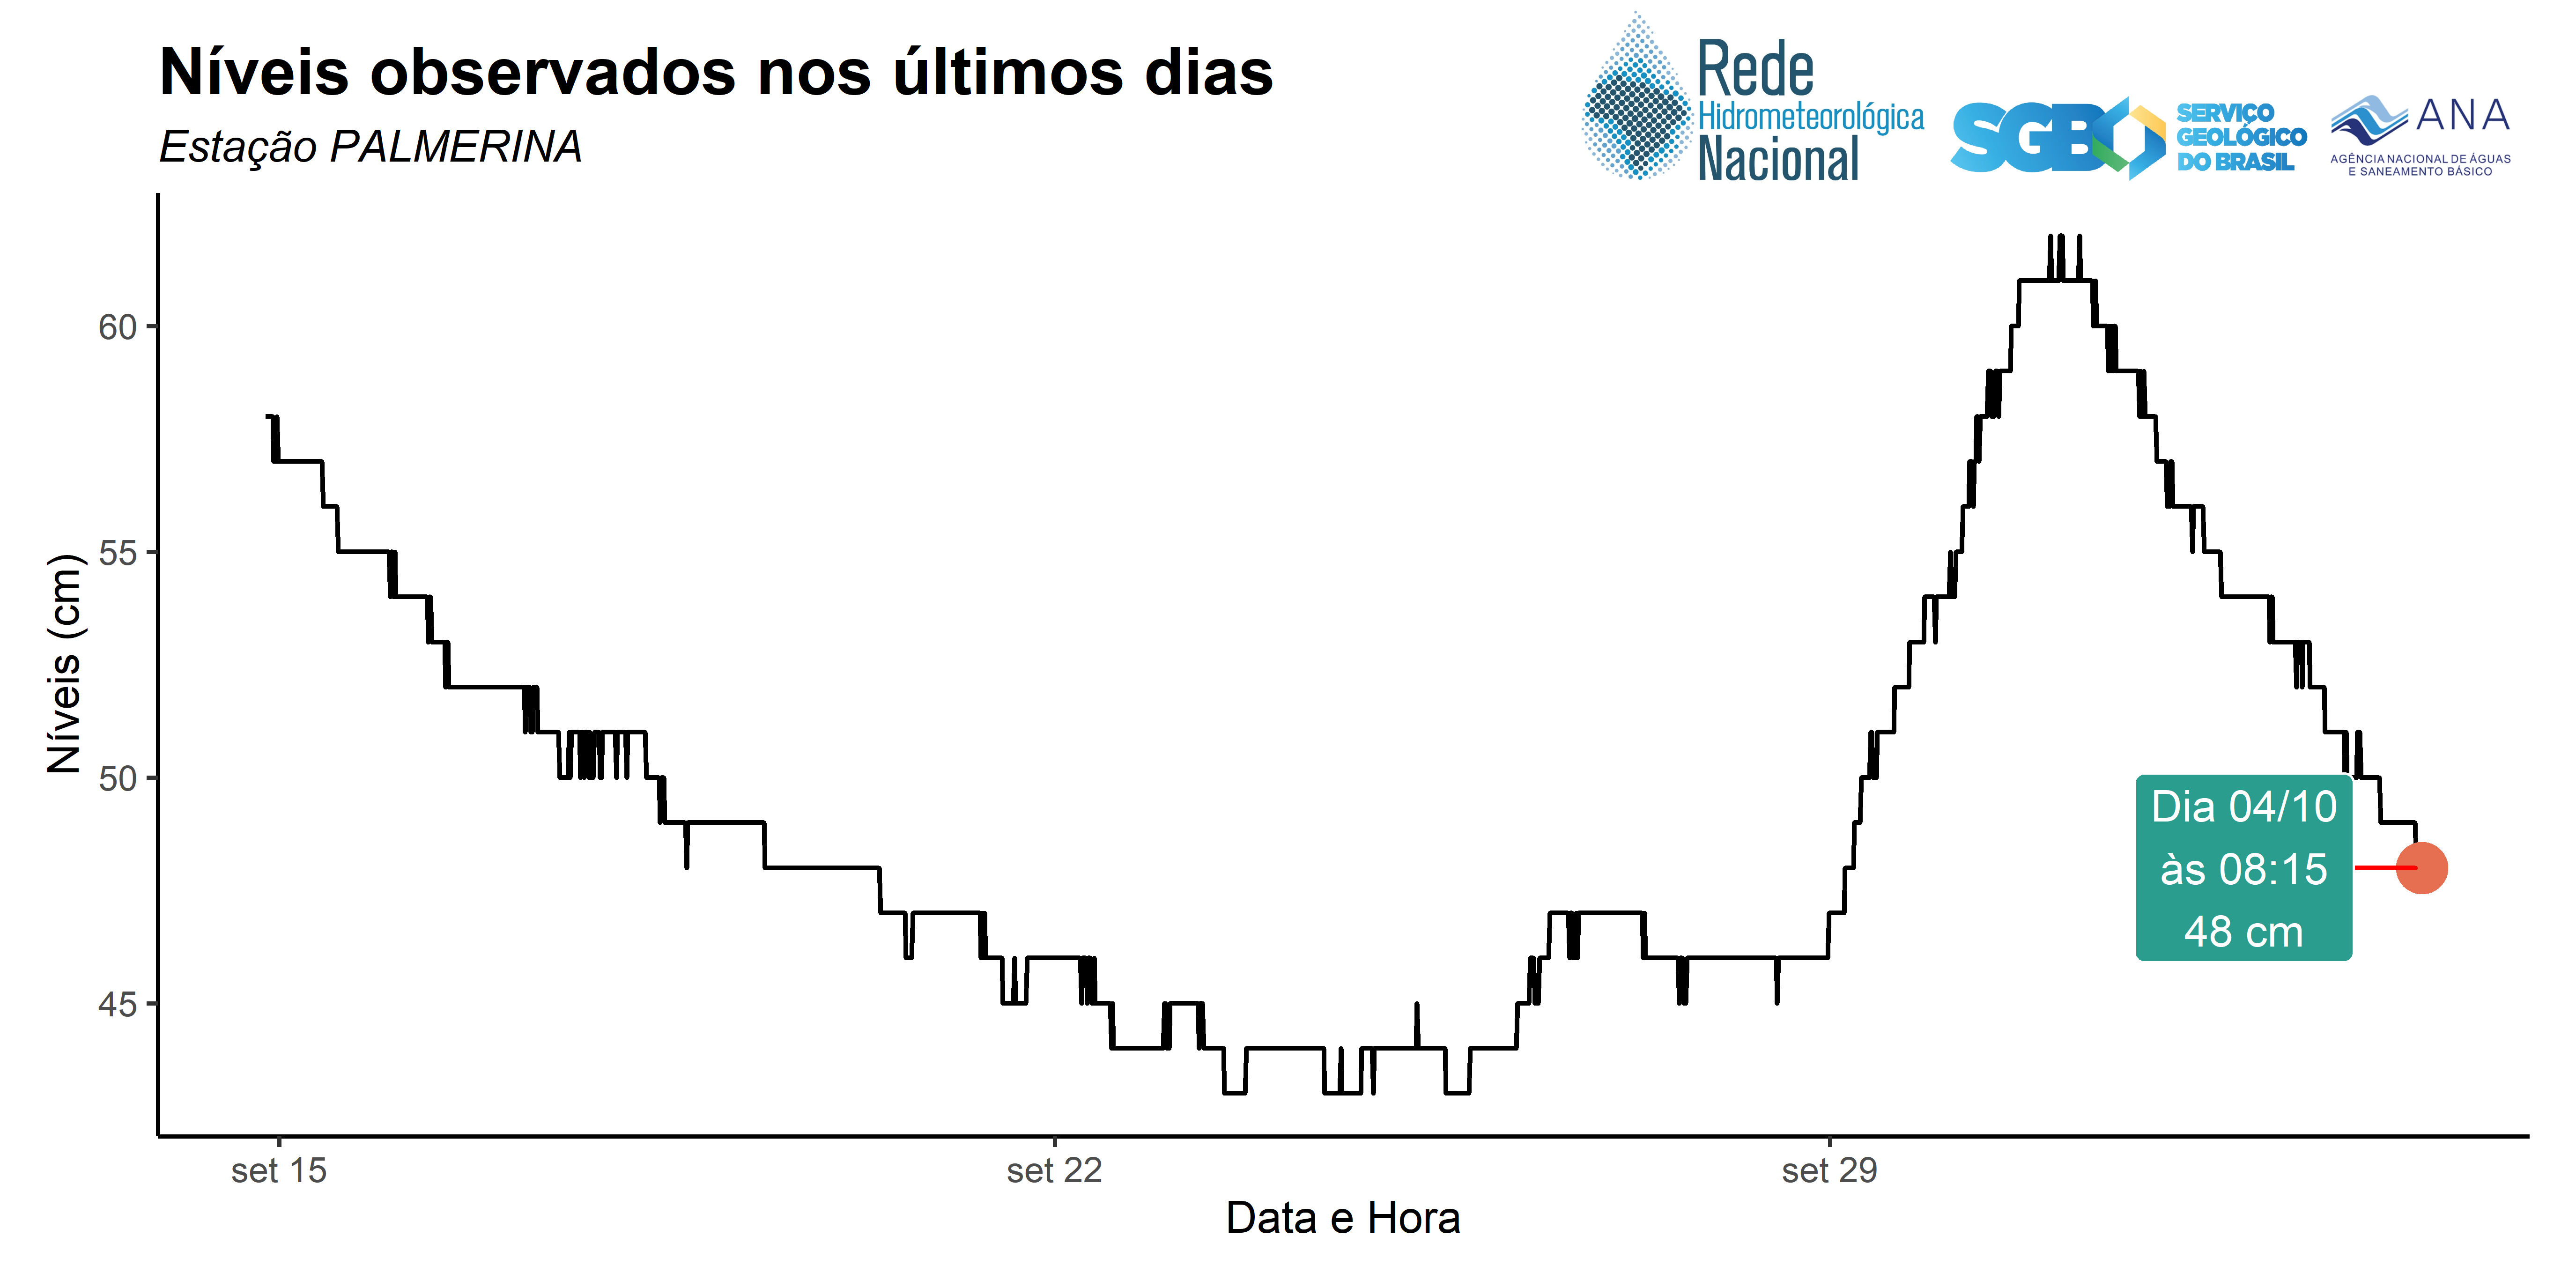 Níveis observados nos últimos dias
Estação PALMERINA
Rede
Hidrometeorológica
Nacional
SGB
SERVIÇO
GEOLÓGICO
DO BRASIL
ANA
AGÊNCIA NACIONAL DE ÁGUAS
E SANEAMENTO BÁSICO
Níveis (cm)
60
55
50
45
Dia 04/10
às 08:15
48 cm
set 15
set 22
set 29
Data e Hora